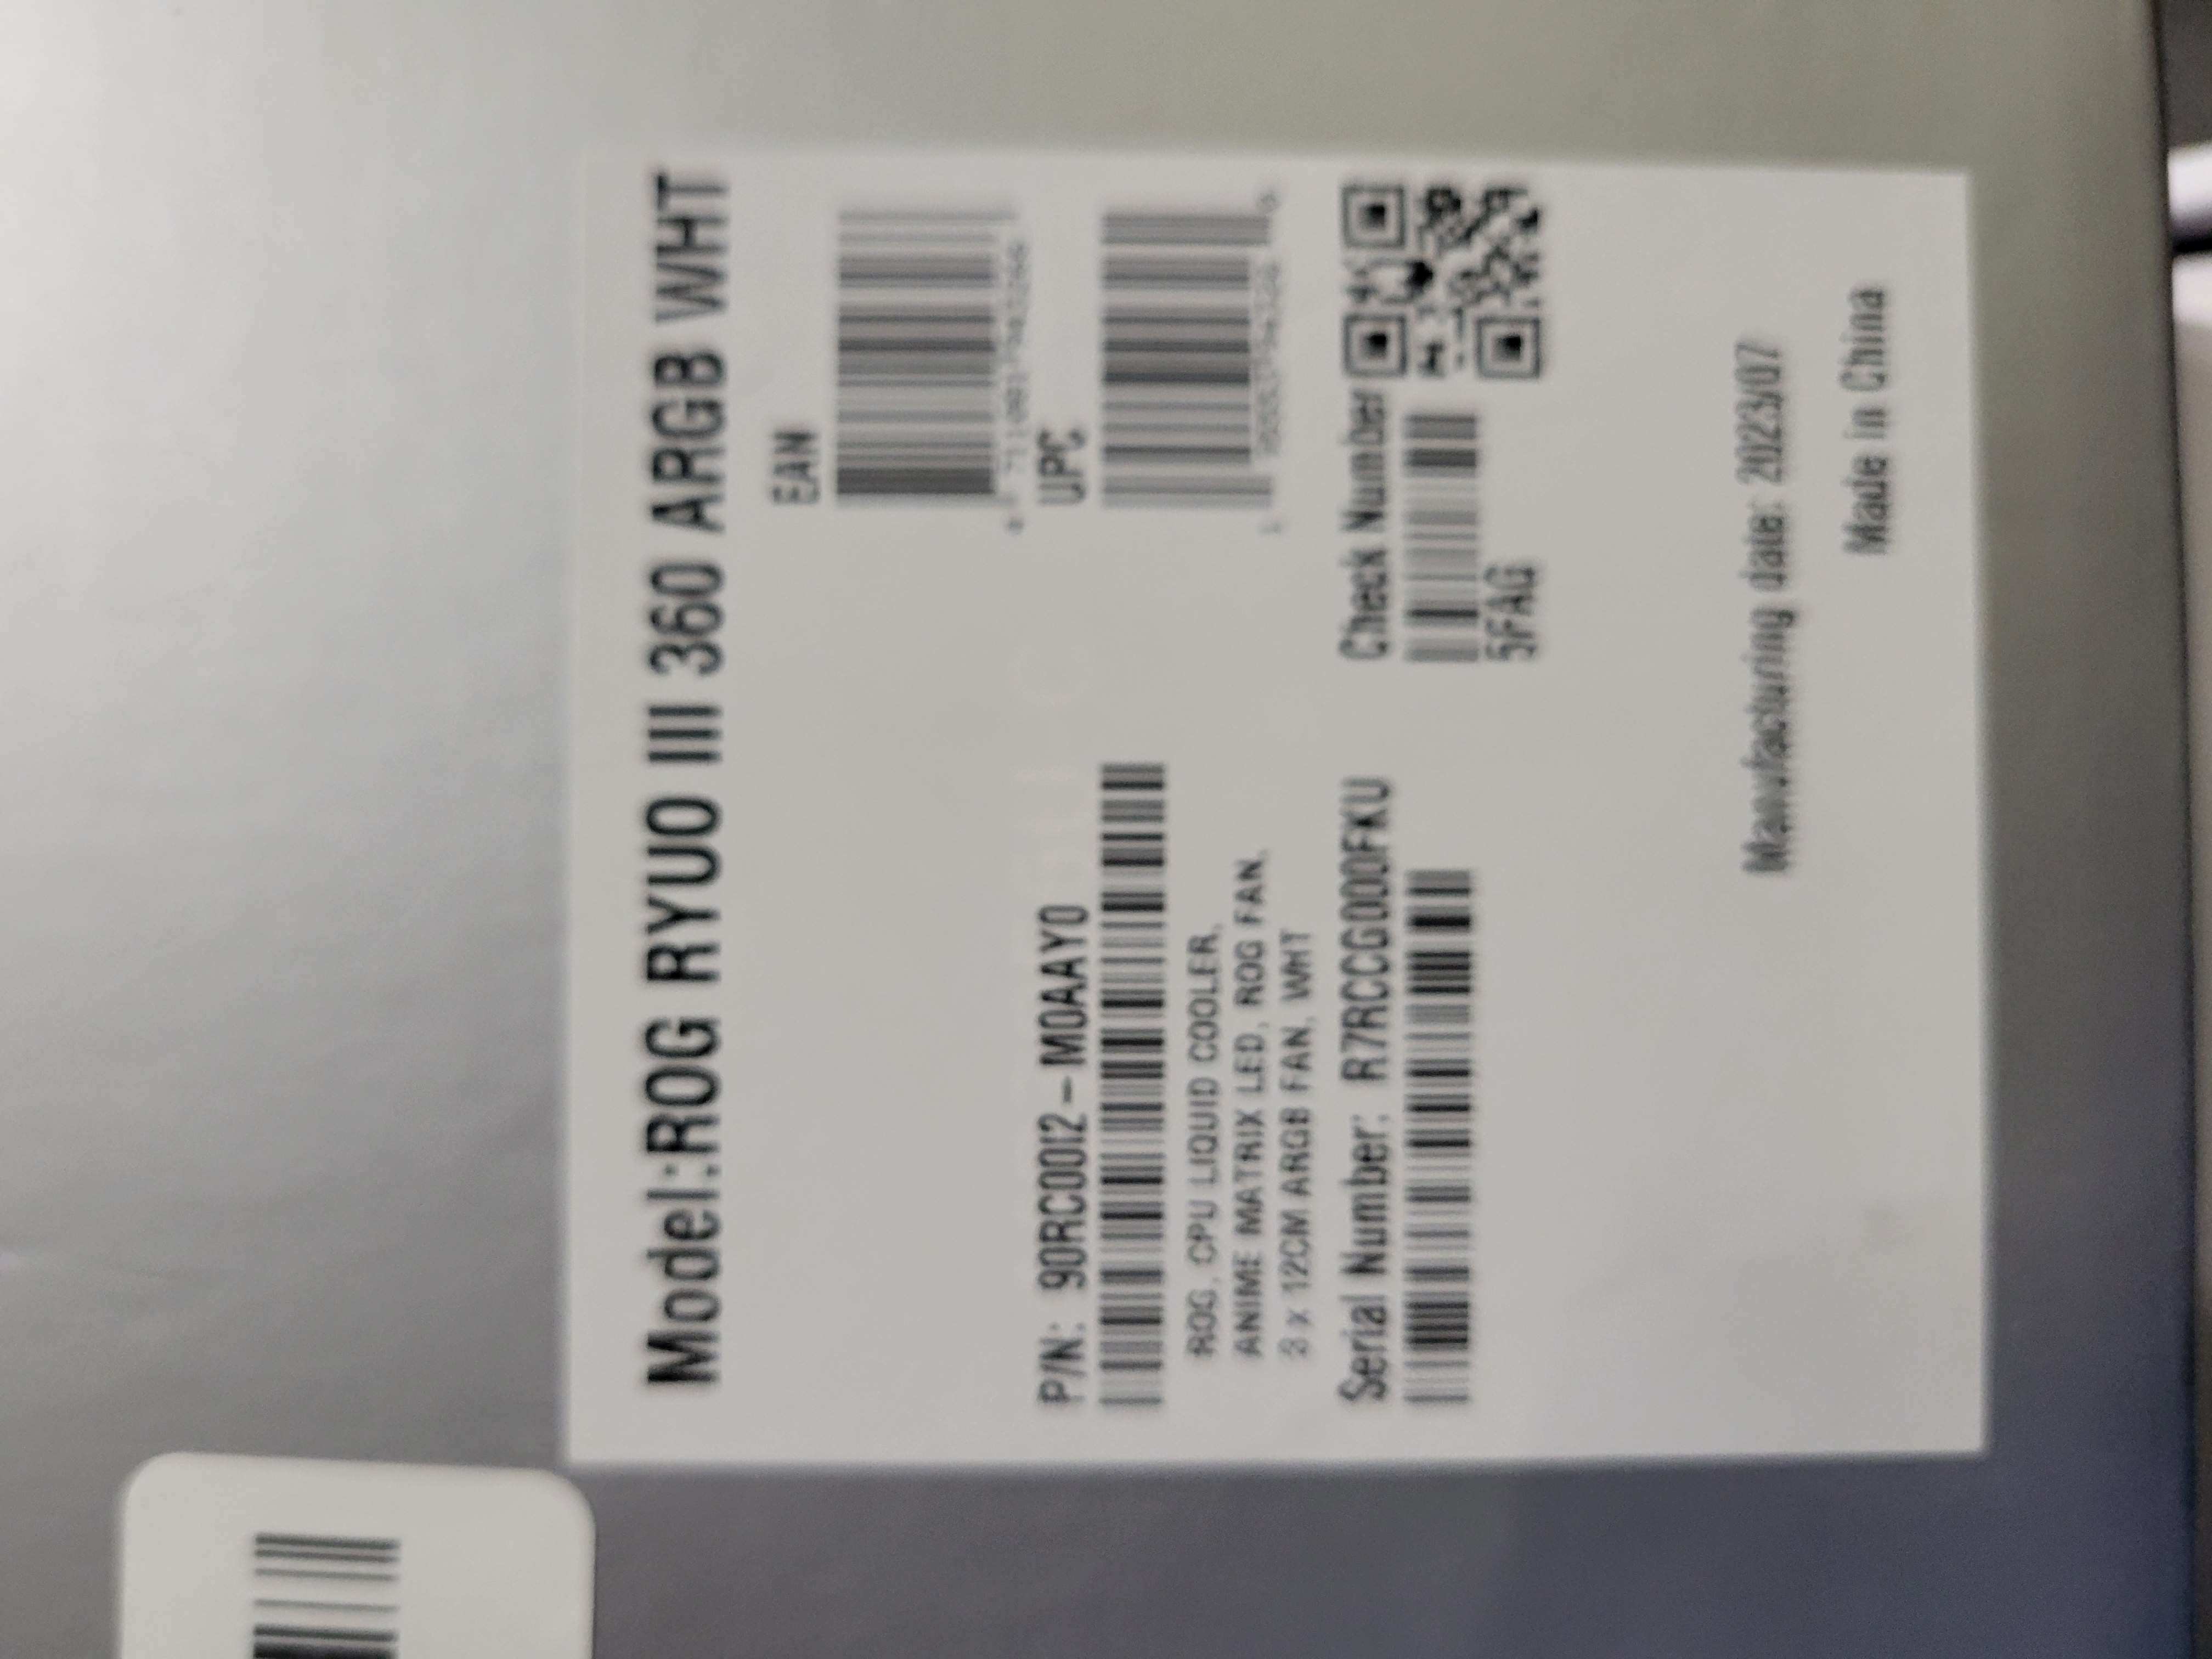 Model:ROG RYUO III 360 ARGB WHT
EAN
UPC
P/N: 90RC00I2-M0AAY0
ROG, CPU LIQUID COOLER,
ANIME MATRIX LED, ROG FAN,
3 x 12CM ARGB FAN, WHT
Serial Number: R7RCCG000FKU
Check Number
5FAG
Manufacturing date: 2023/07
Made in China